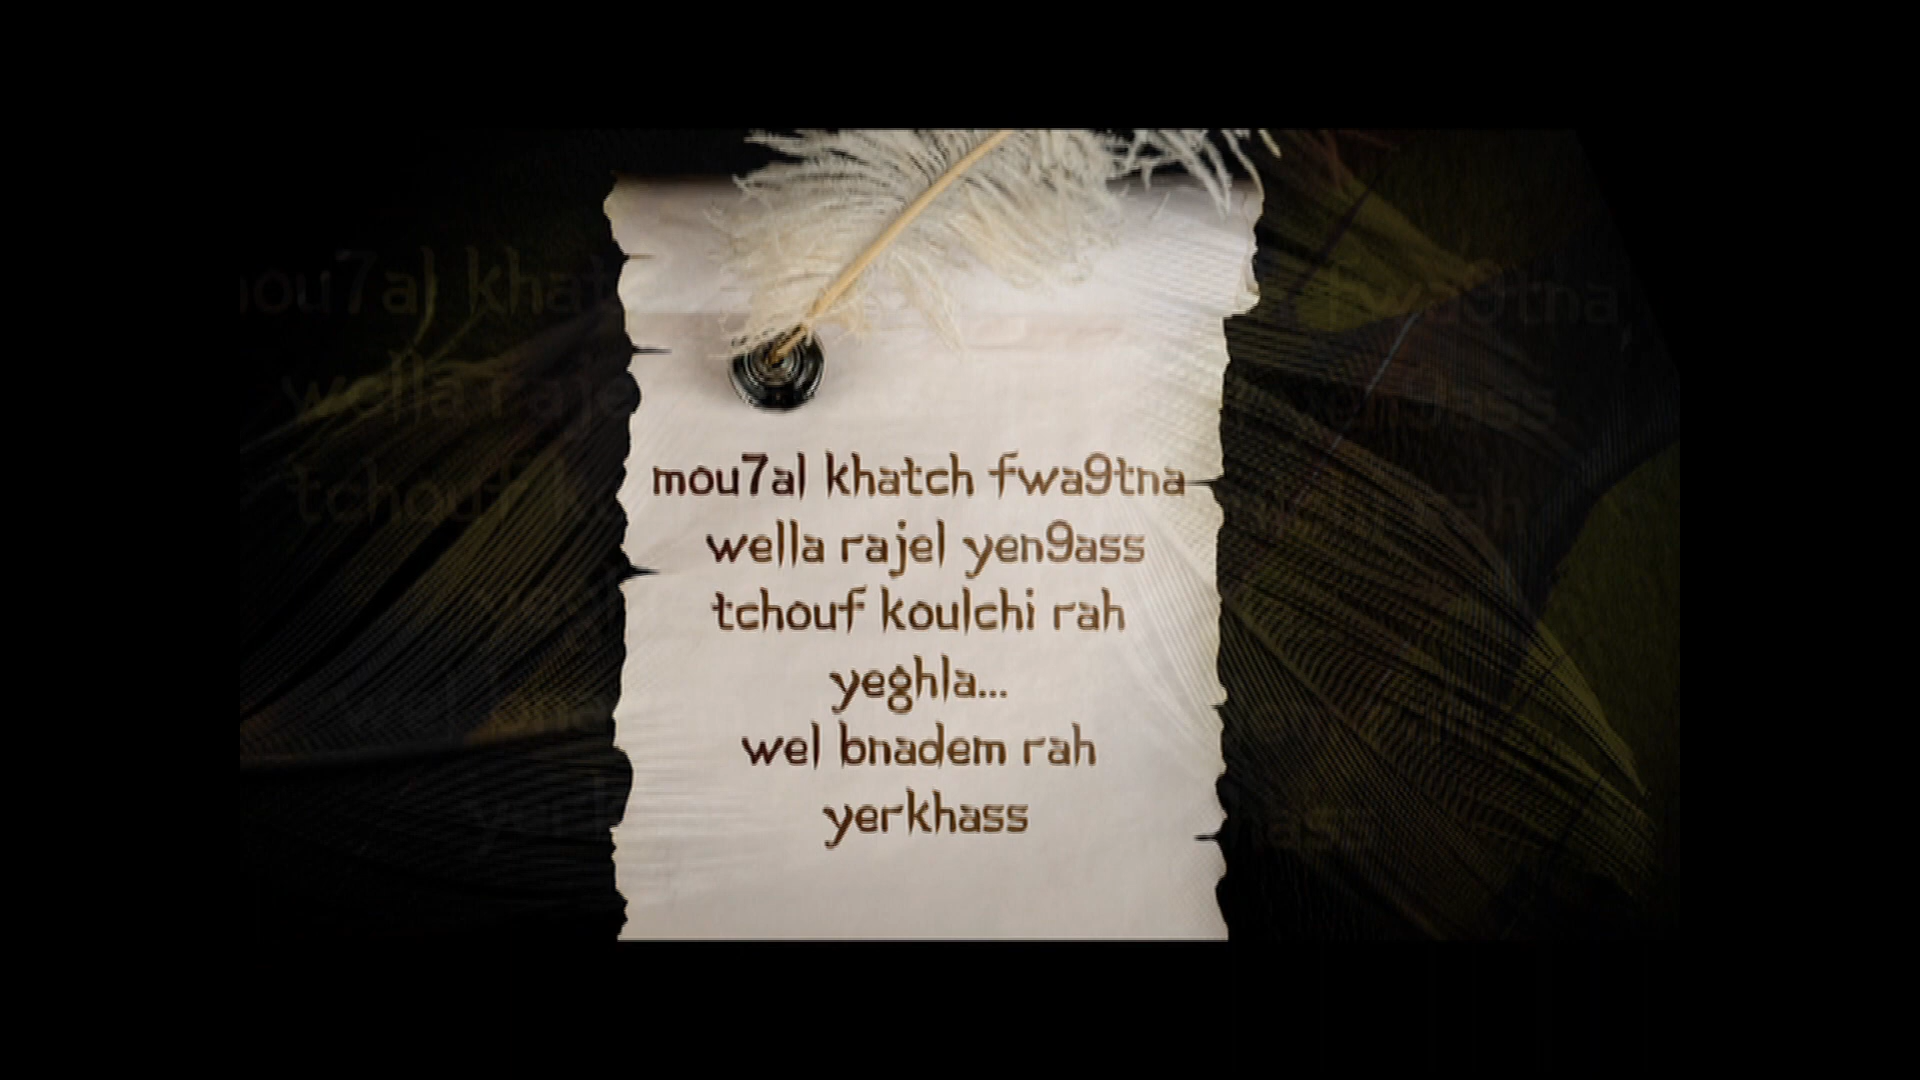 mou7al khatch fwa9tna
wella rajel yen9ass
tchouf koulchi rah
yeghla...
wel bnadem rah
yerkhass